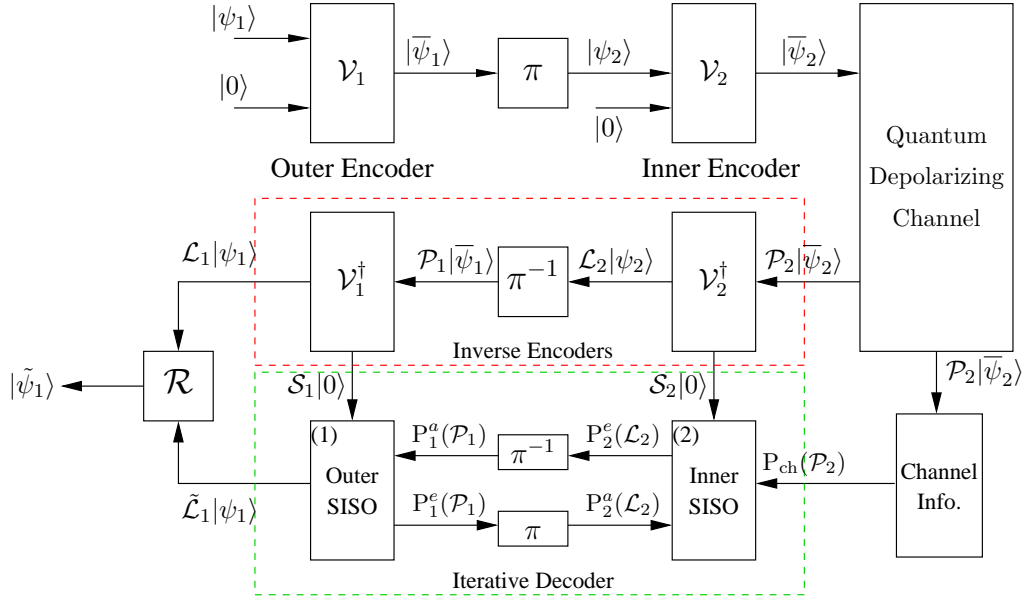 |ψ₁⟩
|0⟩
𝒱₁
|ψ̅₁⟩
π
|ψ₂⟩
|0⟩
𝒱₂
|ψ̅₂⟩
Outer Encoder
Inner Encoder
Quantum
Depolarizing
Channel
ℒ₁|ψ₁⟩
𝒱₁†
𝒫₁|ψ̅₁⟩
π⁻¹
ℒ₂|ψ₂⟩
𝒱₂†
𝒫₂|ψ̅₂⟩
Inverse Encoders
|ψ̃₁⟩
ℛ
𝒮₁|0⟩
𝒮₂|0⟩
𝒫₂|ψ̅₂⟩
(1)
Outer
SISO
P₁ᵃ(𝒫₁)
π⁻¹
P₂ᵉ(ℒ₂)
(2)
Inner
SISO
P_ch(𝒫₂)
Channel
Info.
ℒ̃₁|ψ₁⟩
P₁ᵉ(𝒫₁)
π
P₂ᵃ(ℒ₂)
Iterative Decoder